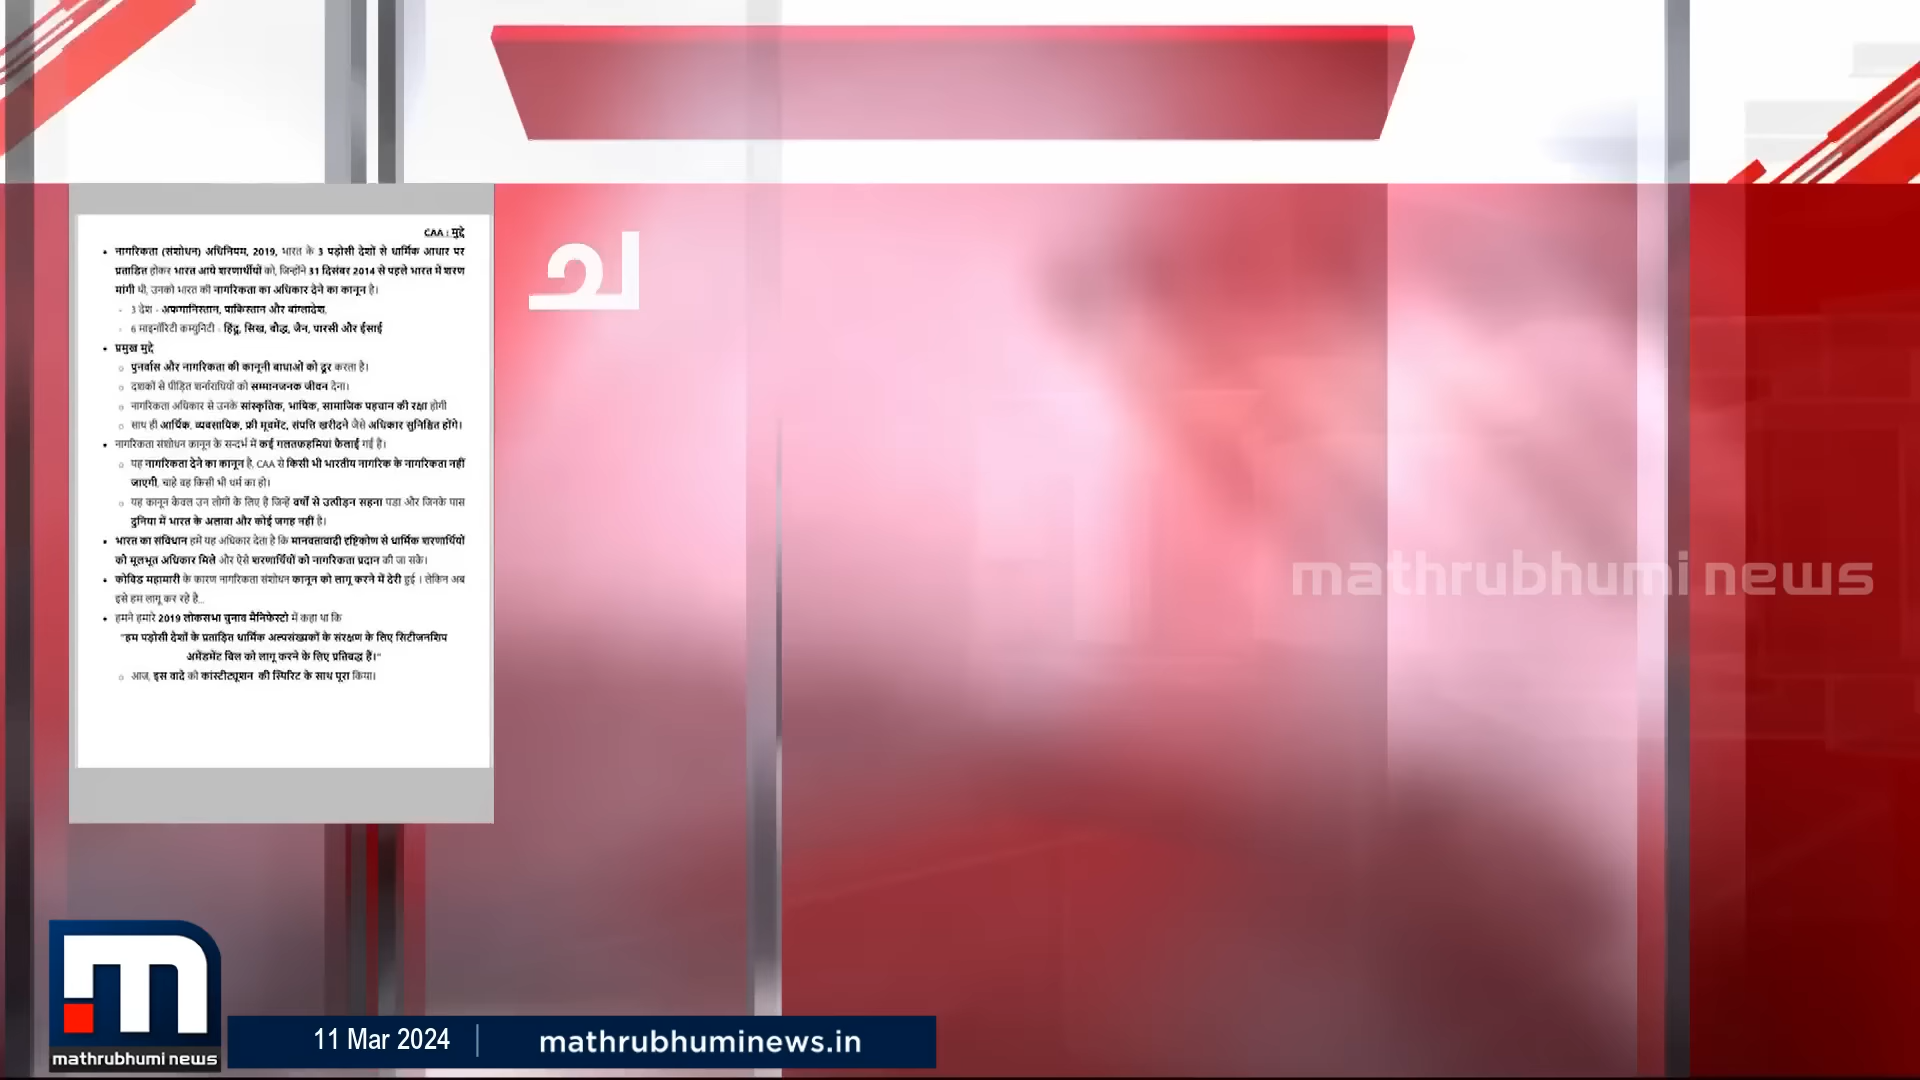 CAA : मुद्दे
• नागरिकता (संशोधन) अधिनियम, 2019, भारत के 3 पड़ोसी देशों से धार्मिक आधार पर
प्रताड़ित होकर भारत आये शरणार्थीयों को, जिन्होंने 31 दिसंबर 2014 से पहले भारत में शरण
मांगी थी, उनको भारत की नागरिकता का अधिकार देने का कानून है।
- 3 देश - अफगानिस्तान, पाकिस्तान और बांग्लादेश,
- 6 माइनॉरिटी कम्युनिटी - हिंदू, सिख, बौद्ध, जैन, पारसी और ईसाई
• प्रमुख मुद्दे
○ पुनर्वास और नागरिकता की कानूनी बाधाओं को दूर करता है।
○ दशकों से पीड़ित शर्नाराथियों को सम्मानजनक जीवन देना।
○ नागरिकता अधिकार से उनके सांस्कृतिक, भाषिक, सामाजिक पहचान की रक्षा होगी
○ साथ ही आर्थिक, व्यवसायिक, फ्री मूवमेंट, संपत्ति खरीदने जैसे अधिकार सुनिश्चित होंगे।
• नागरिकता संशोधन कानून के सन्दर्भ में कई गलतफहमियां फैलाई गई है।
○ यह नागरिकता देने का कानून है, CAA से किसी भी भारतीय नागरिक के नागरिकता नहीं
जाएगी, चाहे वह किसी भी धर्म का हो।
○ यह कानून केवल उन लोगों के लिए है जिन्हें वर्षों से उत्पीड़न सहना पडा और जिनके पास
दुनिया में भारत के अलावा और कोई जगह नहीं है।
• भारत का संविधान हमें यह अधिकार देता है कि मानवतावादी दृष्टिकोण से धार्मिक शरणार्थियों
को मूलभूत अधिकार मिले और ऐसे शरणार्थियों को नागरिकता प्रदान की जा सके।
• कोविड महामारी के कारण नागरिकता संशोधन कानून को लागू करने में देरी हुई । लेकिन अब
इसे हम लागू कर रहे है...
• हमने हमारे 2019 लोकसभा चुनाव मैनिफेस्टो में कहा था कि
"हम पड़ोसी देशों के प्रताड़ित धार्मिक अल्पसंख्यकों के संरक्षण के लिए सिटीजनशिप
अमेंडमेंट बिल को लागू करने के लिए प्रतिबद्ध हैं।"
○ आज, इस वादे को कांस्टीट्यूशन की स्पिरिट के साथ पूरा किया।
ച
mathrubhumi news
mathrubhumi news
11 Mar 2024 | mathrubhuminews.in